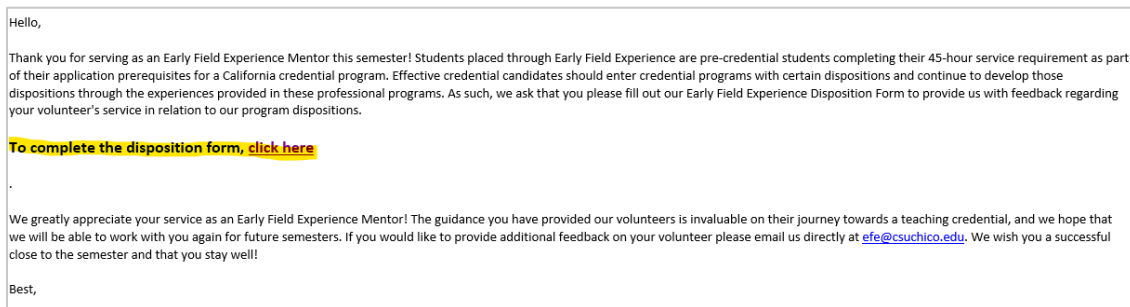 Hello,
Thank you for serving as an Early Field Experience Mentor this semester! Students placed through Early Field Experience are pre-credential students completing their 45-hour service requirement as part
of their application prerequisites for a California credential program. Effective credential candidates should enter credential programs with certain dispositions and continue to develop those
dispositions through the experiences provided in these professional programs. As such, we ask that you please fill out our Early Field Experience Disposition Form to provide us with feedback regarding
your volunteer's service in relation to our program dispositions.
To complete the disposition form, click here
.
We greatly appreciate your service as an Early Field Experience Mentor! The guidance you have provided our volunteers is invaluable on their journey towards a teaching credential, and we hope that
we will be able to work with you again for future semesters. If you would like to provide additional feedback on your volunteer please email us directly at efe@csuchico.edu. We wish you a successful
close to the semester and that you stay well!
Best,